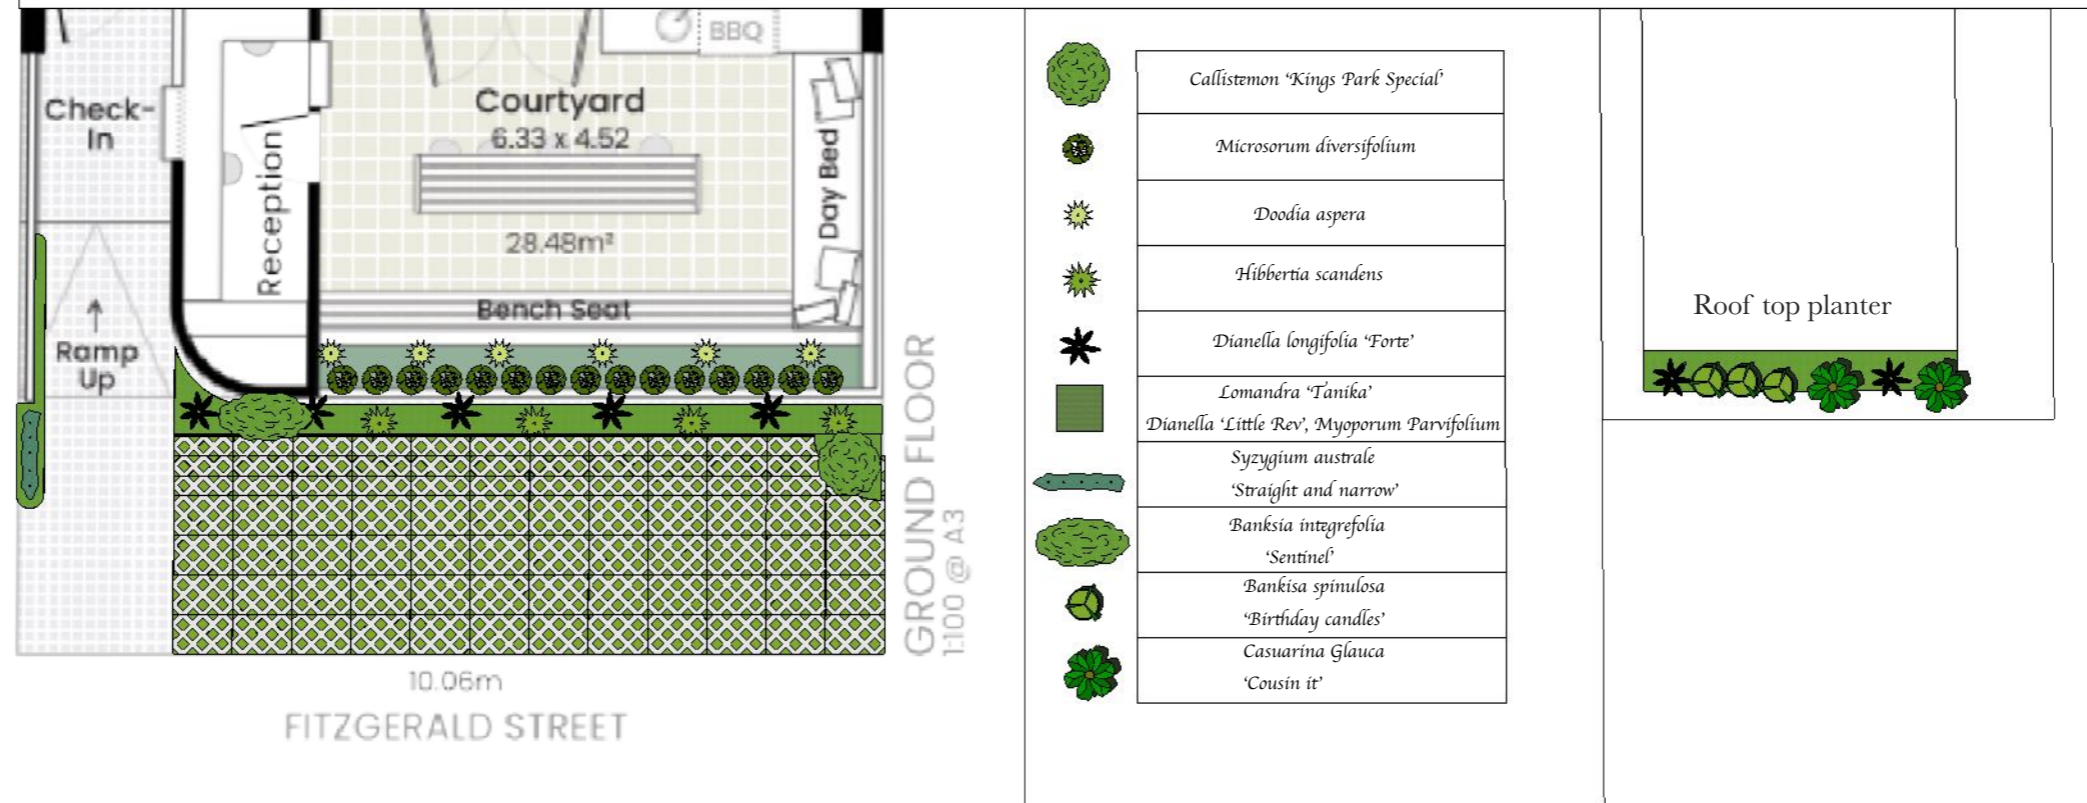 BBQ
Check-
In
Courtyard
6.33 x 4.52
Reception
Day Bed
28.48m²
Bench Seat
Ramp
Up
GROUND FLOOR
1:100 @ A3
10.06m
FITZGERALD STREET
Callistemon ‘Kings Park Special’
Microsorum diversifolium
Doodia aspera
Hibbertia scandens
Dianella longifolia ‘Forte’
Lomandra ‘Tanika’
Dianella ‘Little Rev’, Myoporum Parvifolium
Syzygium australe
‘Straight and narrow’
Banksia integrefolia
‘Sentinel’
Bankisa spinulosa
‘Birthday candles’
Casuarina Glauca
‘Cousin it’
Roof top planter